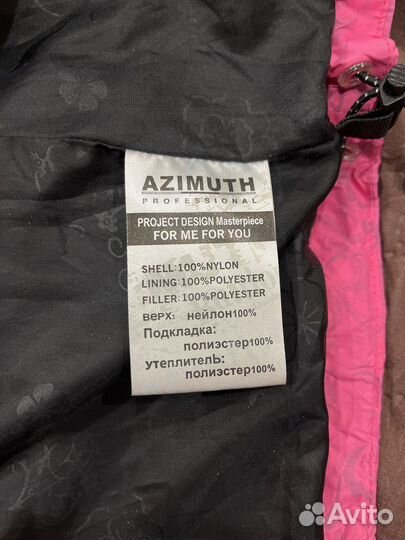 AZIMUTH
PROFESSIONAL
PROJECT DESIGN Masterpiece
FOR ME FOR YOU
SHELL:100%NYLON
LINING:100%POLYESTER
FILLER:100%POLYESTER
верх: нейлон100%
Подкладка:
полиэстер100%
Утеплитель:
полиэстер100%
Avito